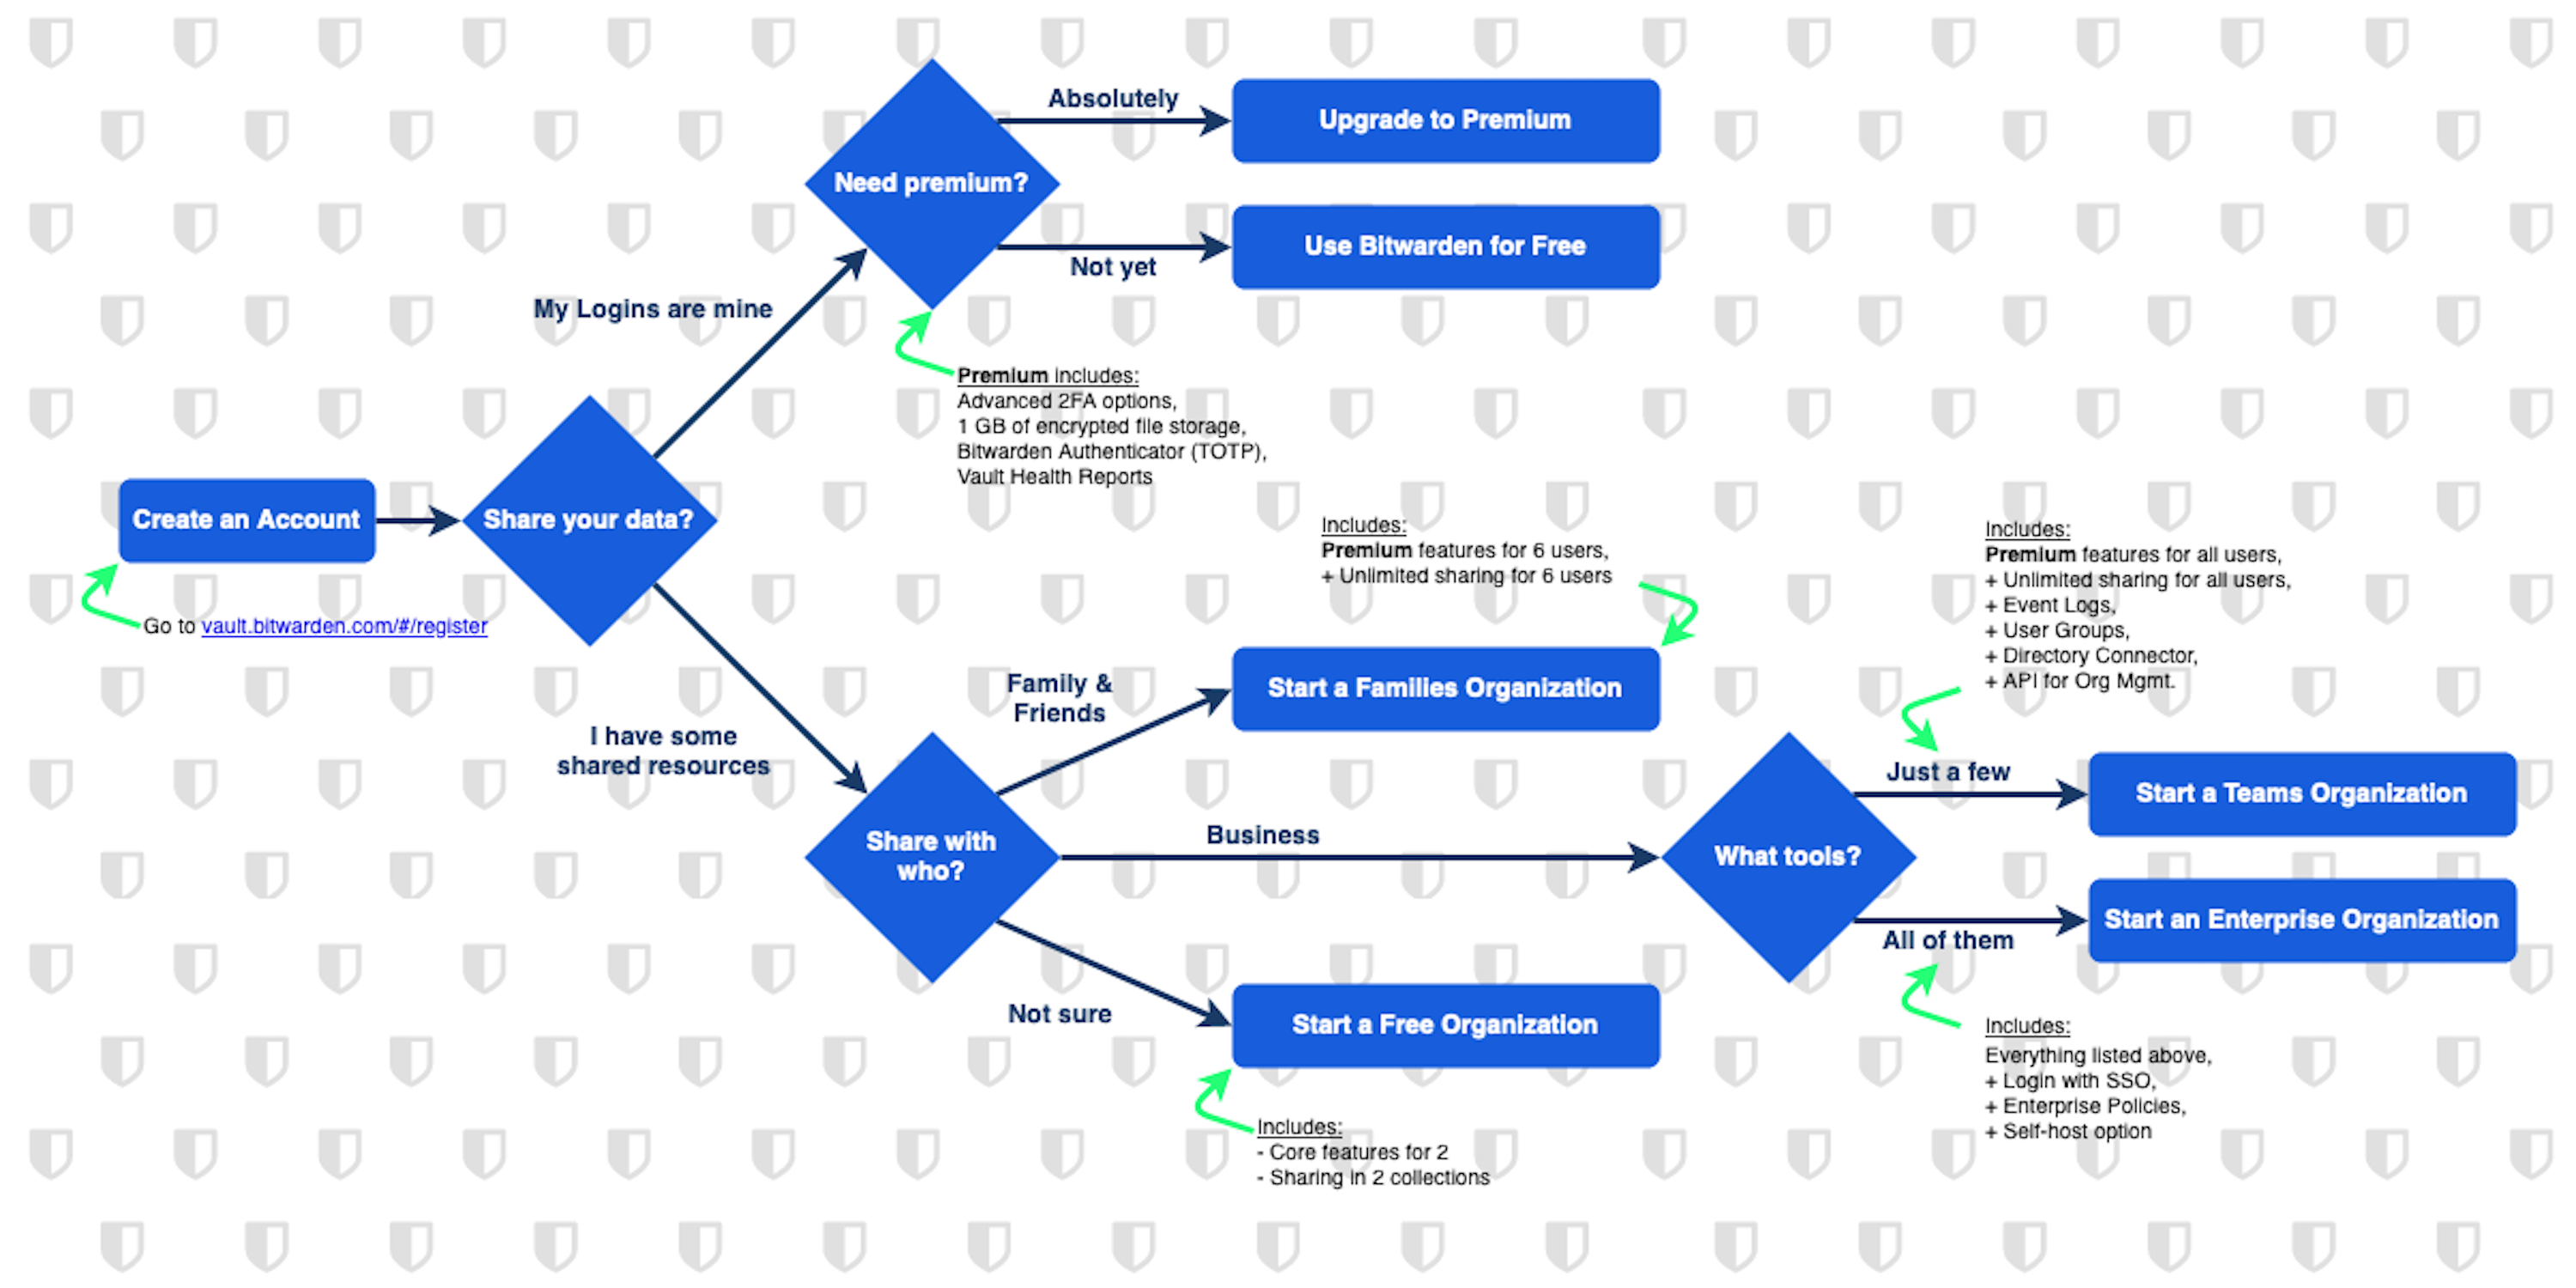 Absolutely
Upgrade to Premium
Need premium?
Use Bitwarden for Free
Not yet
My Logins are mine
Premium includes:
Advanced 2FA options,
1 GB of encrypted file storage,
Bitwarden Authenticator (TOTP),
Vault Health Reports
Create an Account
Share your data?
Go to vault.bitwarden.com/#/register
Includes:
Premium features for 6 users,
+ Unlimited sharing for 6 users
Family &
Friends
Start a Families Organization
I have some
shared resources
Share with
who?
Business
What tools?
Includes:
Premium features for all users,
+ Unlimited sharing for all users,
+ Event Logs,
+ User Groups,
+ Directory Connector,
+ API for Org Mgmt.
Just a few
Start a Teams Organization
Start an Enterprise Organization
All of them
Not sure
Start a Free Organization
Includes:
Everything listed above,
+ Login with SSO,
+ Enterprise Policies,
+ Self-host option
Includes:
- Core features for 2
- Sharing in 2 collections